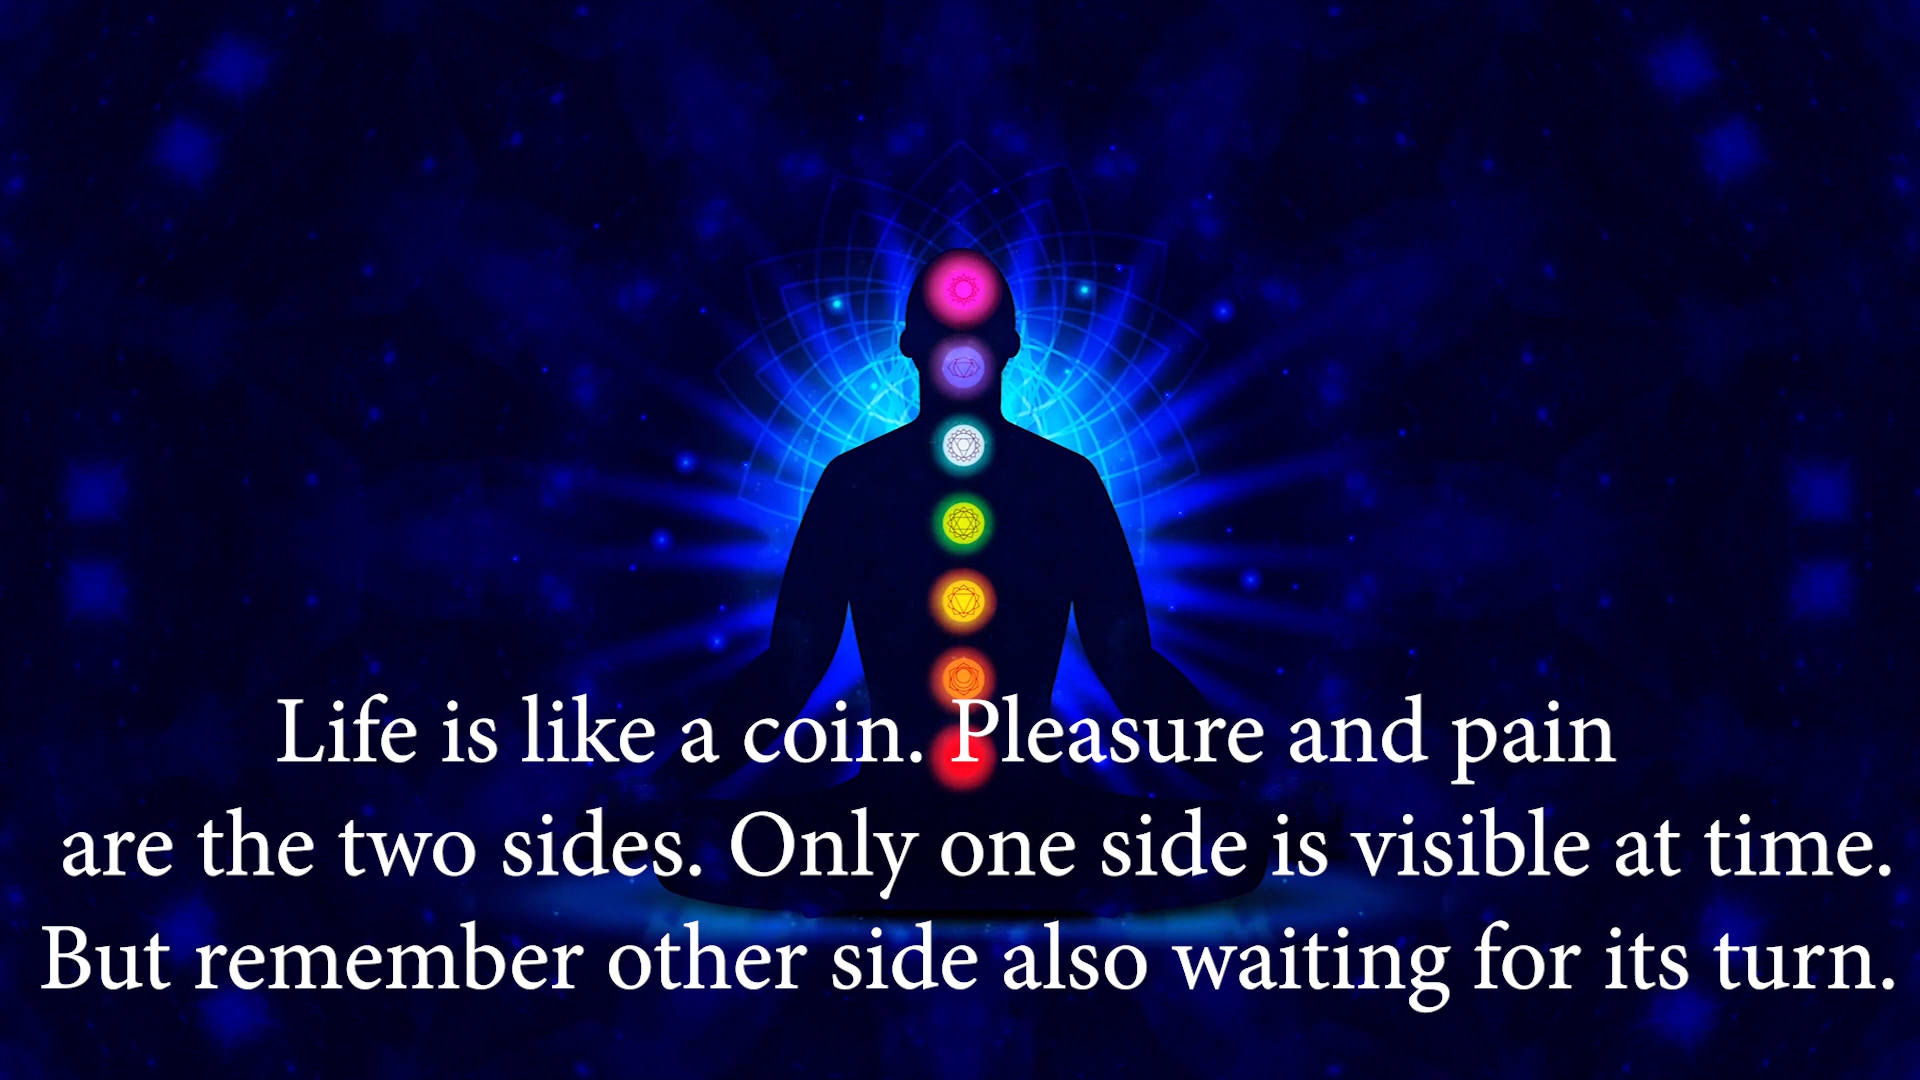 Life is like a coin. Pleasure and pain
are the two sides. Only one side is visible at time.
But remember other side also waiting for its turn.